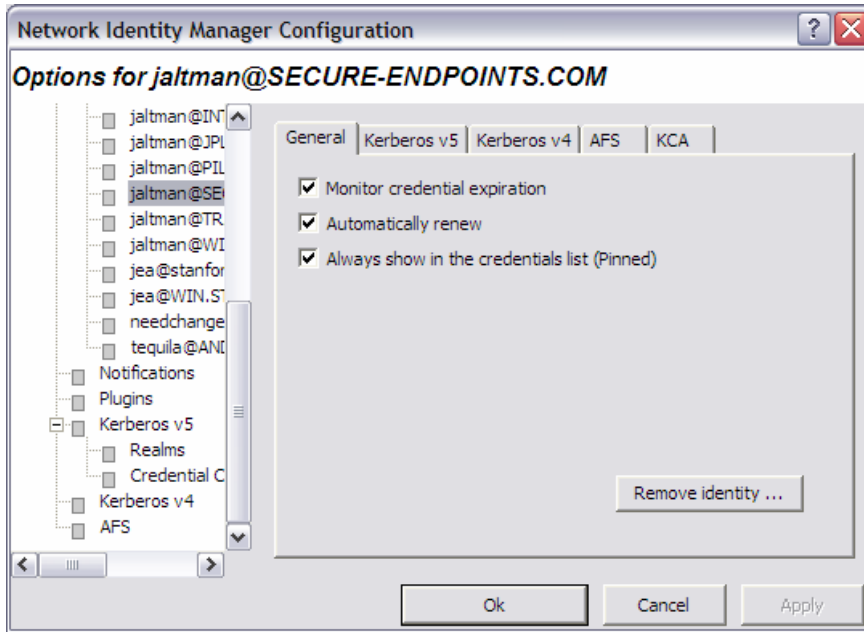 Network Identity Manager Configuration
Options for jaltman@SECURE-ENDPOINTS.COM
jaltman@INT
jaltman@JPL
jaltman@PIL
jaltman@SE
jaltman@TR
jaltman@WI
jea@stanfor
jea@WIN.ST
needchange
tequila@AND
Notifications
Plugins
Kerberos v5
Realms
Credential C
Kerberos v4
AFS
General Kerberos v5 Kerberos v4 AFS KCA
Monitor credential expiration
Automatically renew
Always show in the credentials list (Pinned)
Remove identity ...
Ok Cancel Apply